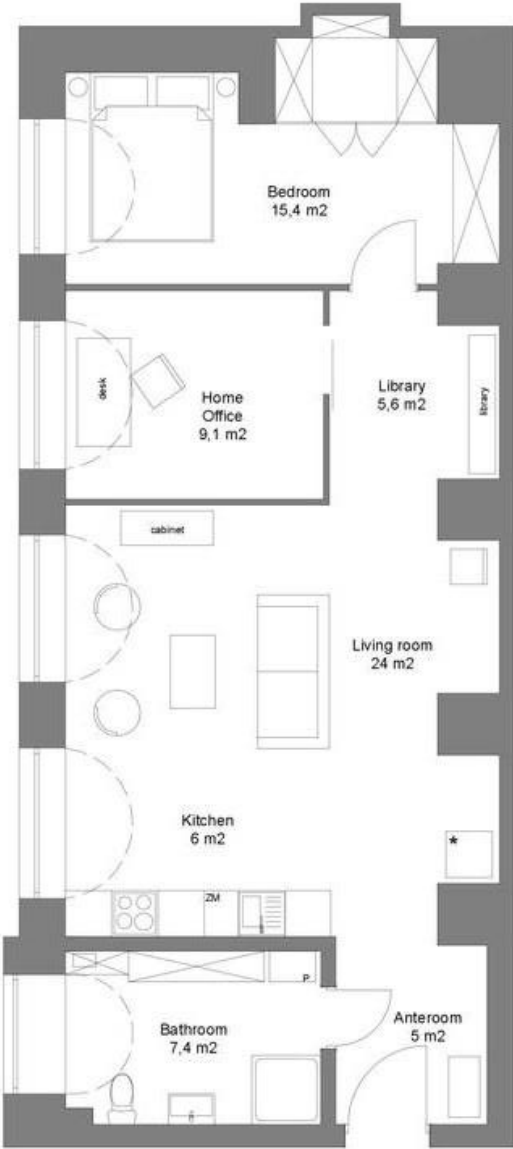 Bedroom
15,4 m2
desk
Home
Office
9,1 m2
Library
5,6 m2
library
cabinet
Living room
24 m2
Kitchen
6 m2
*
ZM
P
Bathroom
7,4 m2
Anteroom
5 m2